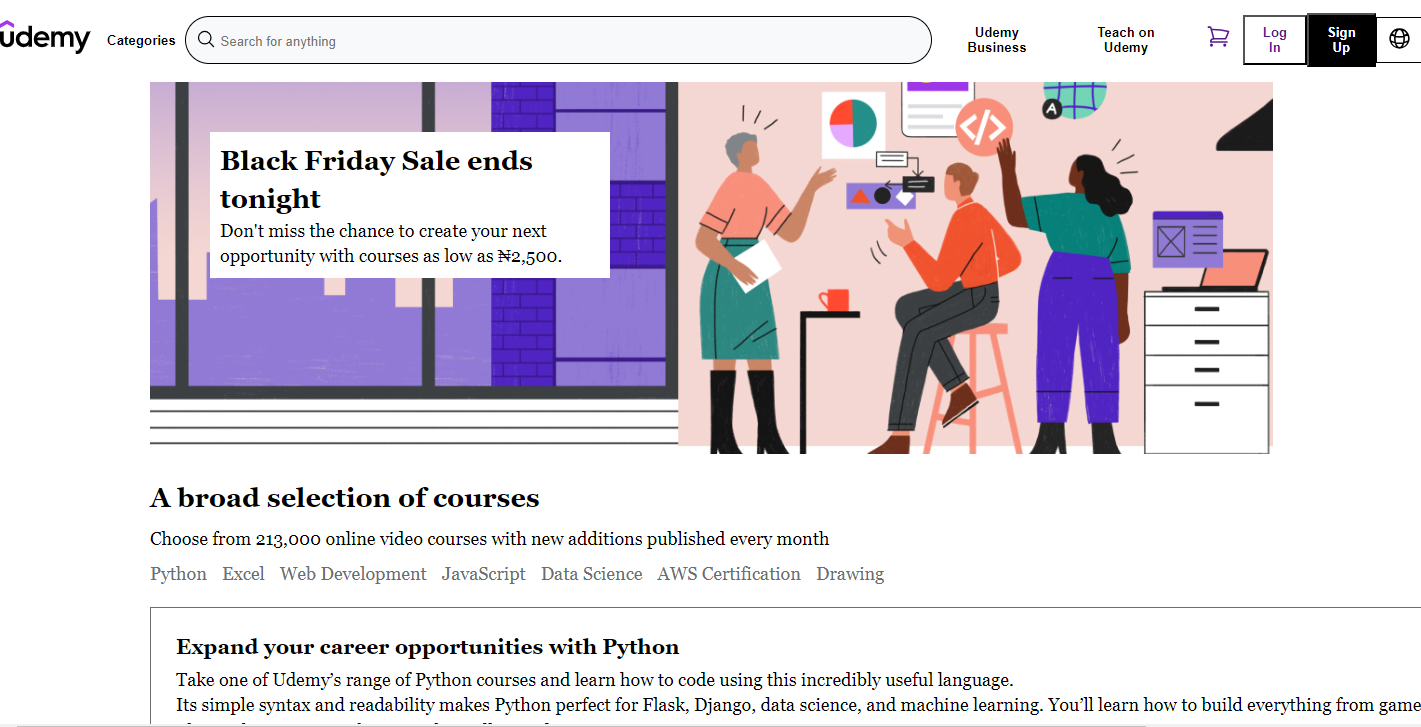 udemy
Categories
Search for anything
Udemy
Business
Teach on
Udemy
Log
In
Sign
Up
Black Friday Sale ends
tonight
Don't miss the chance to create your next
opportunity with courses as low as ₦2,500.
</>
A
A broad selection of courses
Choose from 213,000 online video courses with new additions published every month
Python Excel Web Development JavaScript Data Science AWS Certification Drawing
Expand your career opportunities with Python
Take one of Udemy’s range of Python courses and learn how to code using this incredibly useful language.
Its simple syntax and readability makes Python perfect for Flask, Django, data science, and machine learning. You’ll learn how to build everything from game